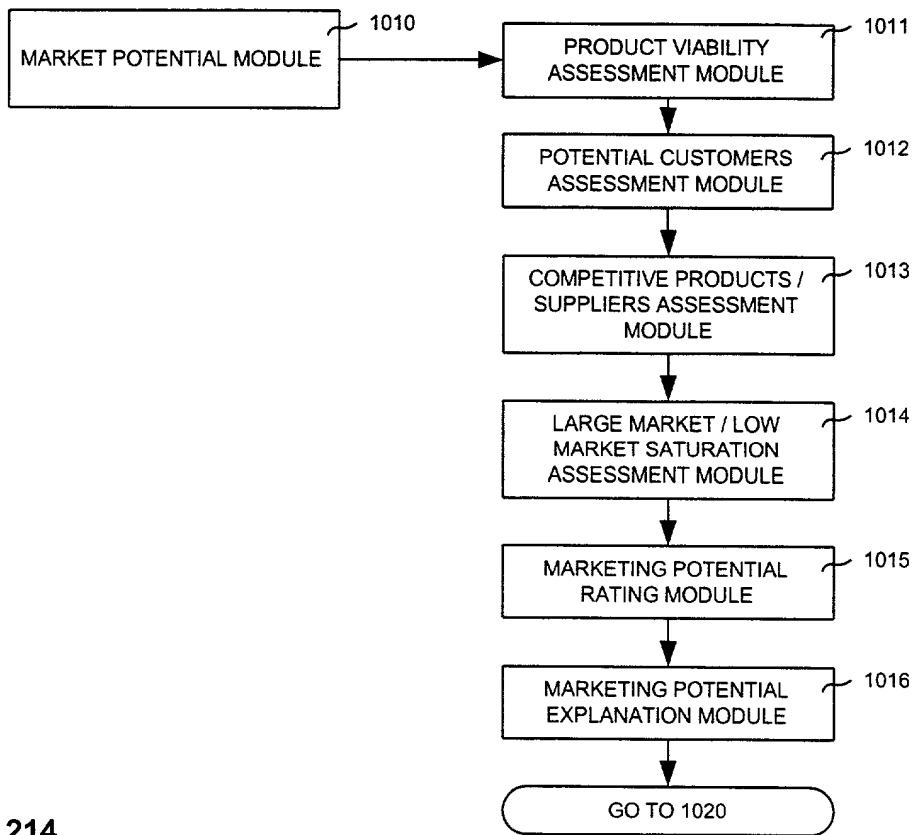 MARKET POTENTIAL MODULE
1010
PRODUCT VIABILITY
ASSESSMENT MODULE
1011
POTENTIAL CUSTOMERS
ASSESSMENT MODULE
1012
COMPETITIVE PRODUCTS /
SUPPLIERS ASSESSMENT
MODULE
1013
LARGE MARKET / LOW
MARKET SATURATION
ASSESSMENT MODULE
1014
MARKETING POTENTIAL
RATING MODULE
1015
MARKETING POTENTIAL
EXPLANATION MODULE
1016
GO TO 1020
214